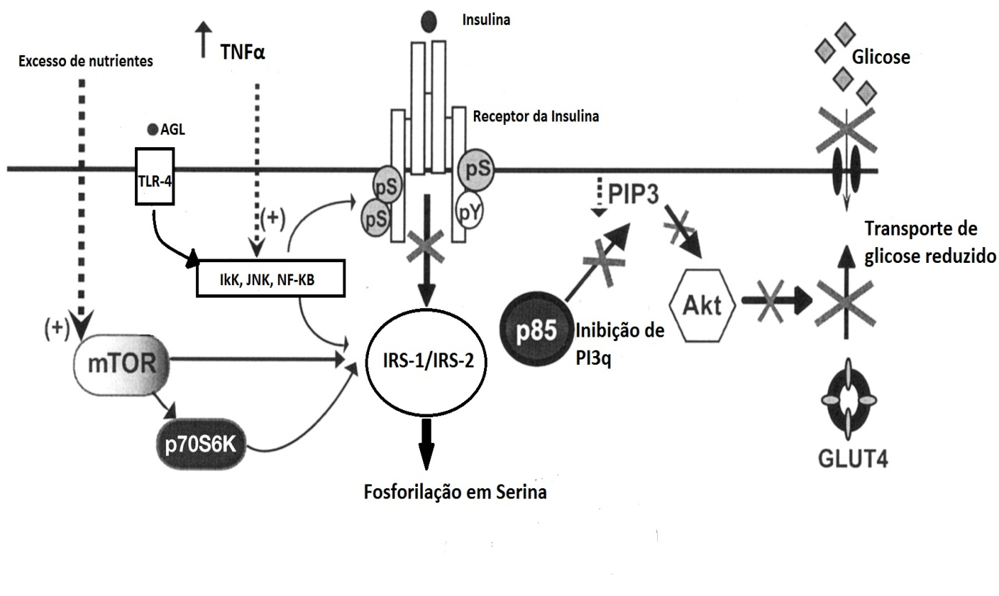 Insulina
TNFα
Excesso de nutrientes
Glicose
Receptor da Insulina
AGL
TLR-4
pS
pS
pS
pY
(+)
PIP3
Transporte de
glicose reduzido
IkK, JNK, NF-KB
Akt
(+)
p85
Inibição de
PI3q
mTOR
IRS-1/IRS-2
p70S6K
GLUT4
Fosforilação em Serina